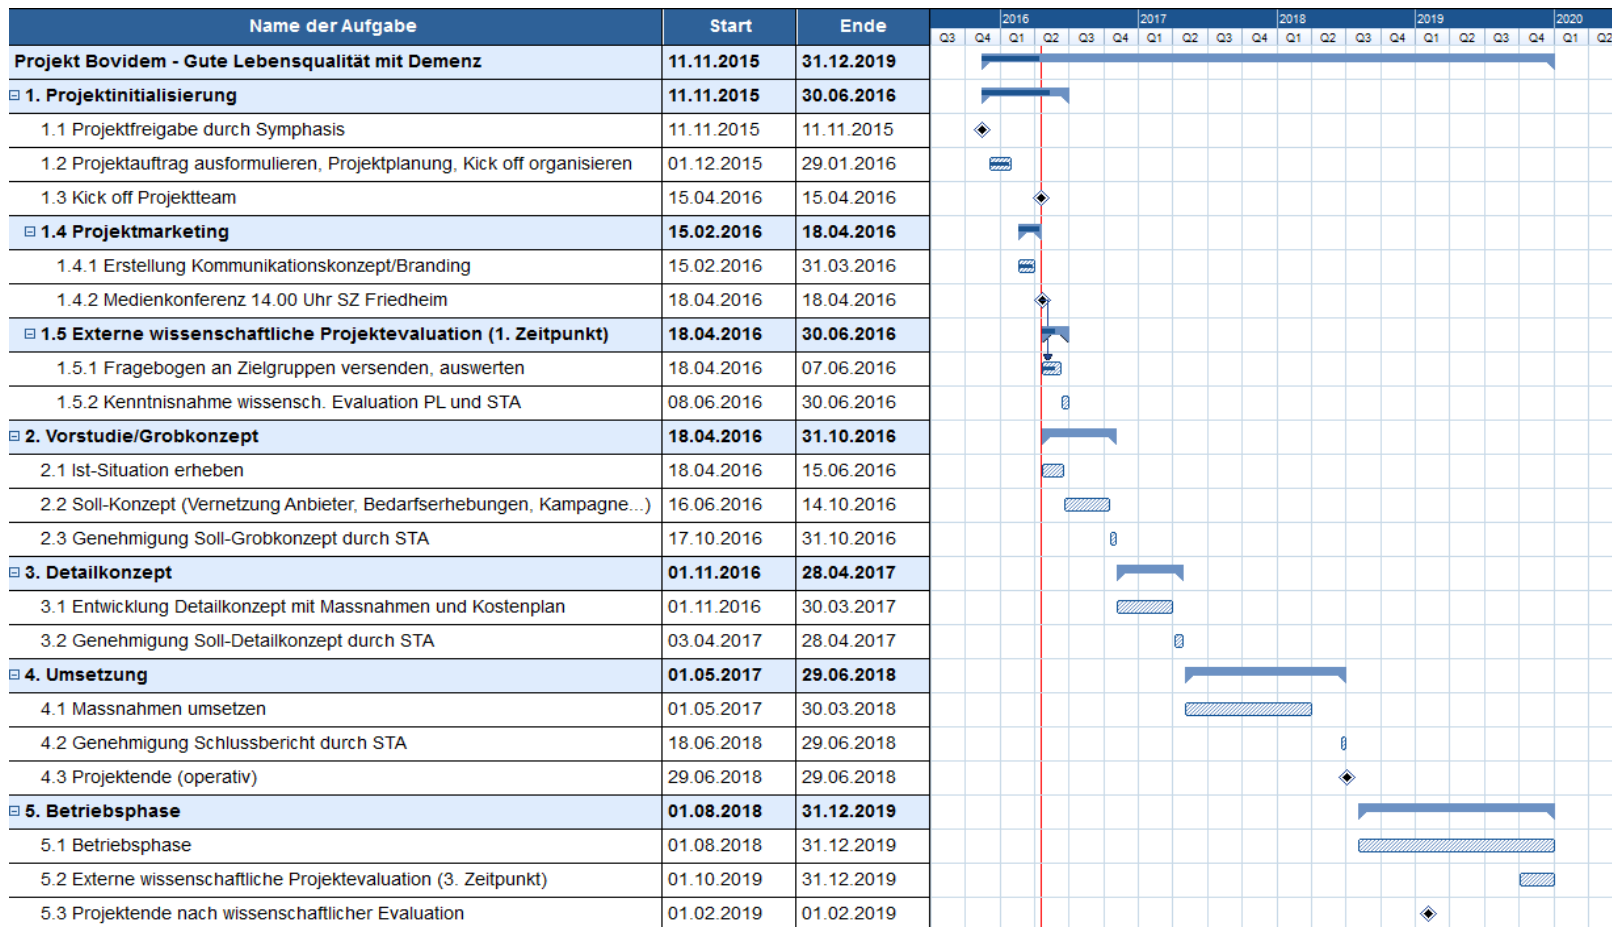 Name der Aufgabe Start Ende 2016 2017 2018 2019 2020
Q3 Q4 Q1 Q2 Q3 Q4 Q1 Q2 Q3 Q4 Q1 Q2 Q3 Q4 Q1 Q2 Q3 Q4 Q1 Q2
Projekt Bovidem - Gute Lebensqualität mit Demenz 11.11.2015 31.12.2019
1. Projektinitialisierung 11.11.2015 30.06.2016
1.1 Projektfreigabe durch Symphasis 11.11.2015 11.11.2015
1.2 Projektauftrag ausformulieren, Projektplanung, Kick off organisieren 01.12.2015 29.01.2016
1.3 Kick off Projektteam 15.04.2016 15.04.2016
1.4 Projektmarketing 15.02.2016 18.04.2016
1.4.1 Erstellung Kommunikationskonzept/Branding 15.02.2016 31.03.2016
1.4.2 Medienkonferenz 14.00 Uhr SZ Friedheim 18.04.2016 18.04.2016
1.5 Externe wissenschaftliche Projektevaluation (1. Zeitpunkt) 18.04.2016 30.06.2016
1.5.1 Fragebogen an Zielgruppen versenden, auswerten 18.04.2016 07.06.2016
1.5.2 Kenntnisnahme wissensch. Evaluation PL und STA 08.06.2016 30.06.2016
2. Vorstudie/Grobkonzept 18.04.2016 31.10.2016
2.1 Ist-Situation erheben 18.04.2016 15.06.2016
2.2 Soll-Konzept (Vernetzung Anbieter, Bedarfserhebungen, Kampagne...) 16.06.2016 14.10.2016
2.3 Genehmigung Soll-Grobkonzept durch STA 17.10.2016 31.10.2016
3. Detailkonzept 01.11.2016 28.04.2017
3.1 Entwicklung Detailkonzept mit Massnahmen und Kostenplan 01.11.2016 30.03.2017
3.2 Genehmigung Soll-Detailkonzept durch STA 03.04.2017 28.04.2017
4. Umsetzung 01.05.2017 29.06.2018
4.1 Massnahmen umsetzen 01.05.2017 30.03.2018
4.2 Genehmigung Schlussbericht durch STA 18.06.2018 29.06.2018
4.3 Projektende (operativ) 29.06.2018 29.06.2018
5. Betriebsphase 01.08.2018 31.12.2019
5.1 Betriebsphase 01.08.2018 31.12.2019
5.2 Externe wissenschaftliche Projektevaluation (3. Zeitpunkt) 01.10.2019 31.12.2019
5.3 Projektende nach wissenschaftlicher Evaluation 01.02.2019 01.02.2019